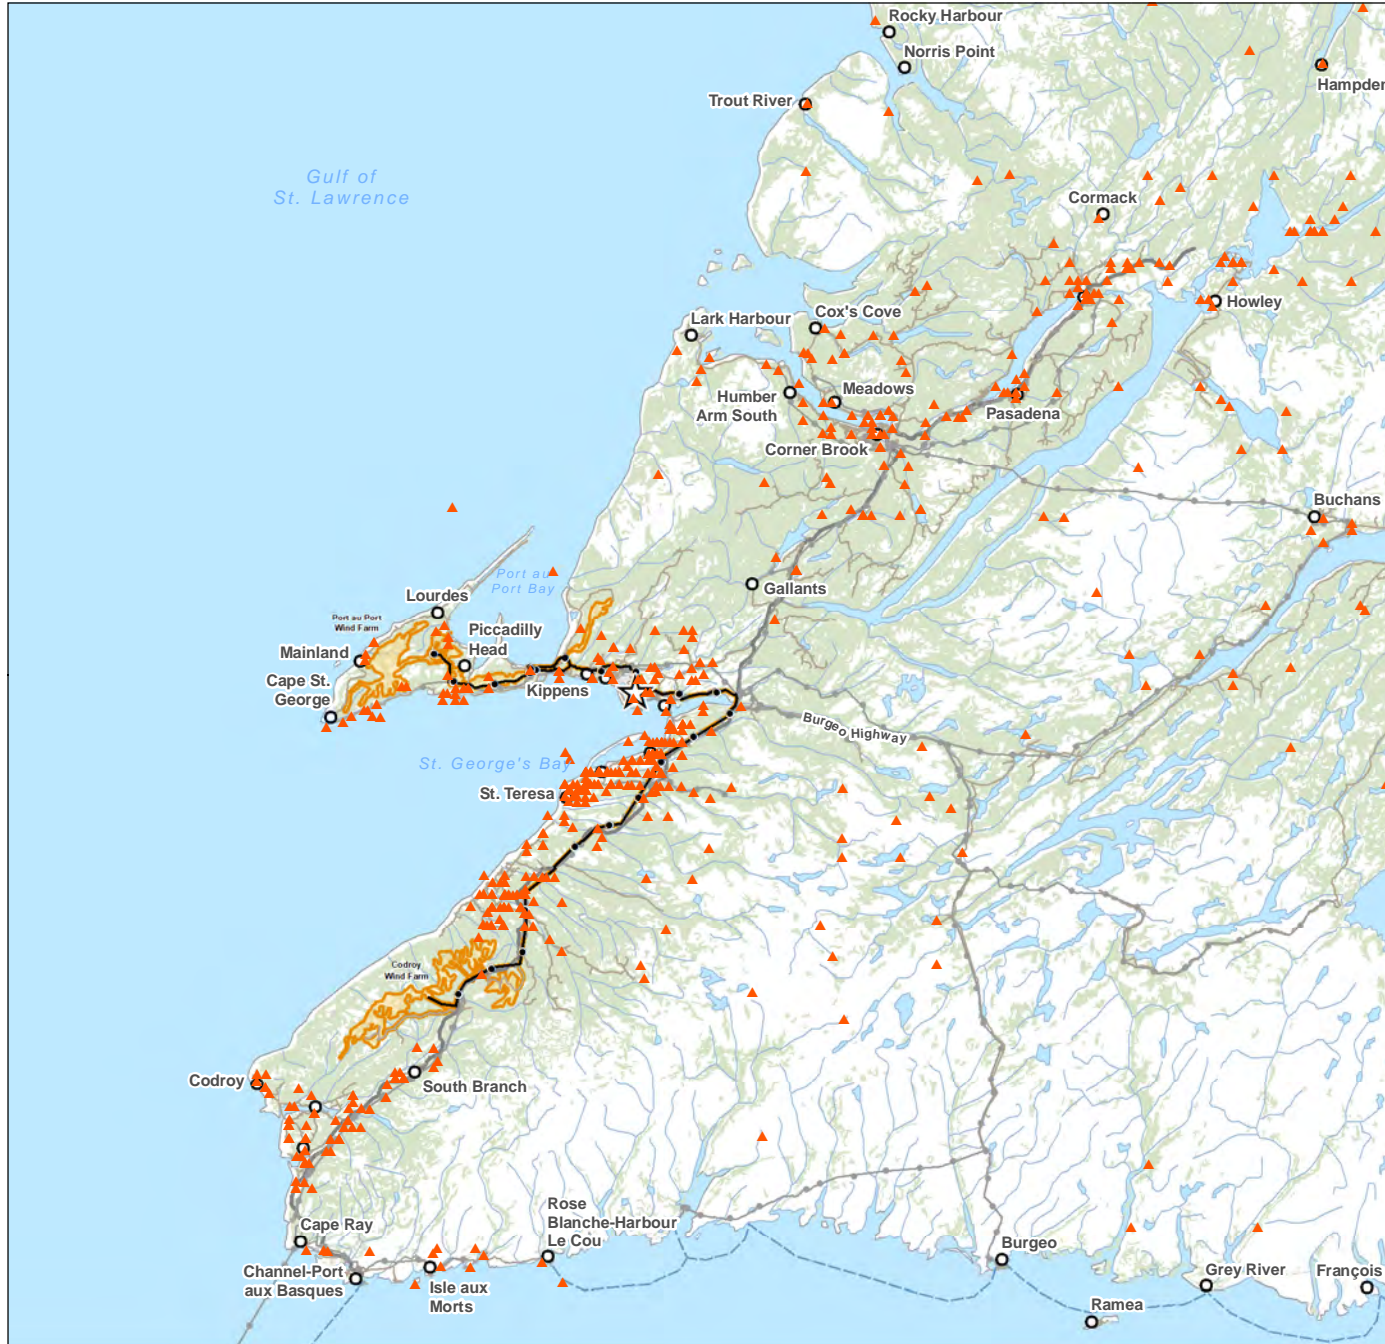 Rocky Harbour
Norris Point
Hampden
Trout River
Gulf of
St. Lawrence
Cormack
Howley
Lark Harbour
Cox's Cove
Meadows
Humber
Arm South
Pasadena
Corner Brook
Buchans
Port au
Port Bay
Gallants
Lourdes
Port au Port
Wind Farm
Piccadilly
Head
Mainland
Cape St.
George
Kippens
Burgeo Highway
St. George's Bay
St. Teresa
Codroy
Wind Farm
Codroy
South Branch
Rose
Blanche-Harbour
Le Cou
Cape Ray
Burgeo
Channel-Port
aux Basques
Isle aux
Morts
Grey River
François
Ramea